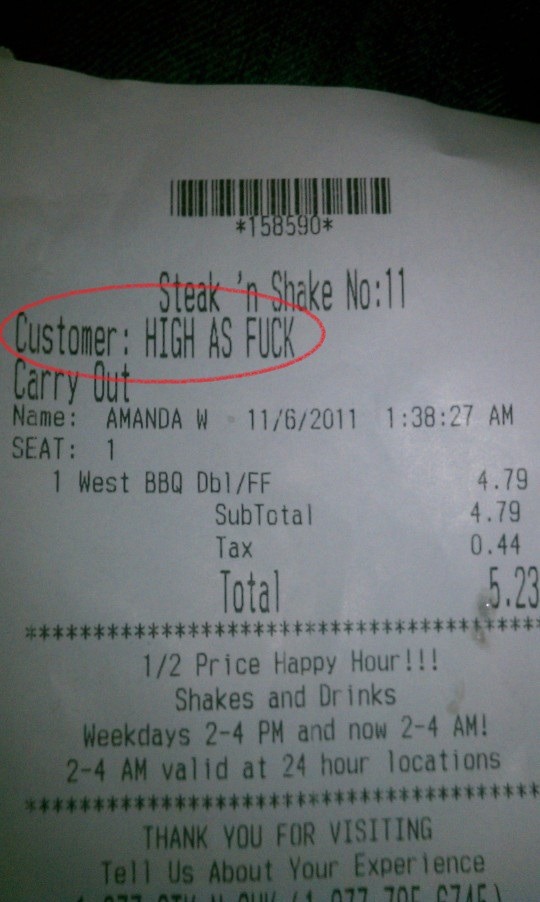 *158590*
Steak 'n Shake No:11
Customer: HIGH AS FUCK
Carry Out
Name: AMANDA W 11/6/2011 1:38:27 AM
SEAT: 1
1 West BBQ Dbl/FF 4.79
SubTotal 4.79
Tax 0.44
Total 5.23
****************************************
1/2 Price Happy Hour!!!
Shakes and Drinks
Weekdays 2-4 PM and now 2-4 AM!
2-4 AM valid at 24 hour locations
****************************************
THANK YOU FOR VISITING
Tell Us About Your Experience